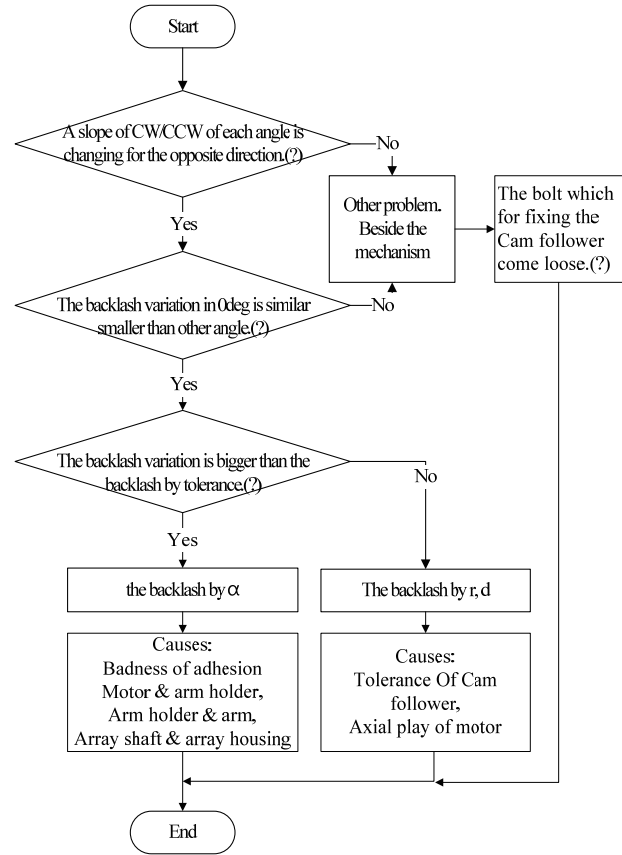 Start
A slope of CW/CCW of each angle is
changing for the opposite direction.(?)
No
Other problem.
Beside the
mechanism
The bolt which
for fixing the
Cam follower
come loose.(?)
Yes
The backlash variation in 0deg is similar
smaller than other angle.(?)
No
Yes
The backlash variation is bigger than the
backlash by tolerance.(?)
No
Yes
the backlash by α
The backlash by r, d
Causes:
Badness of adhesion
Motor & arm holder,
Arm holder & arm,
Array shaft & array housing
Causes:
Tolerance Of Cam
follower,
Axial play of motor
End